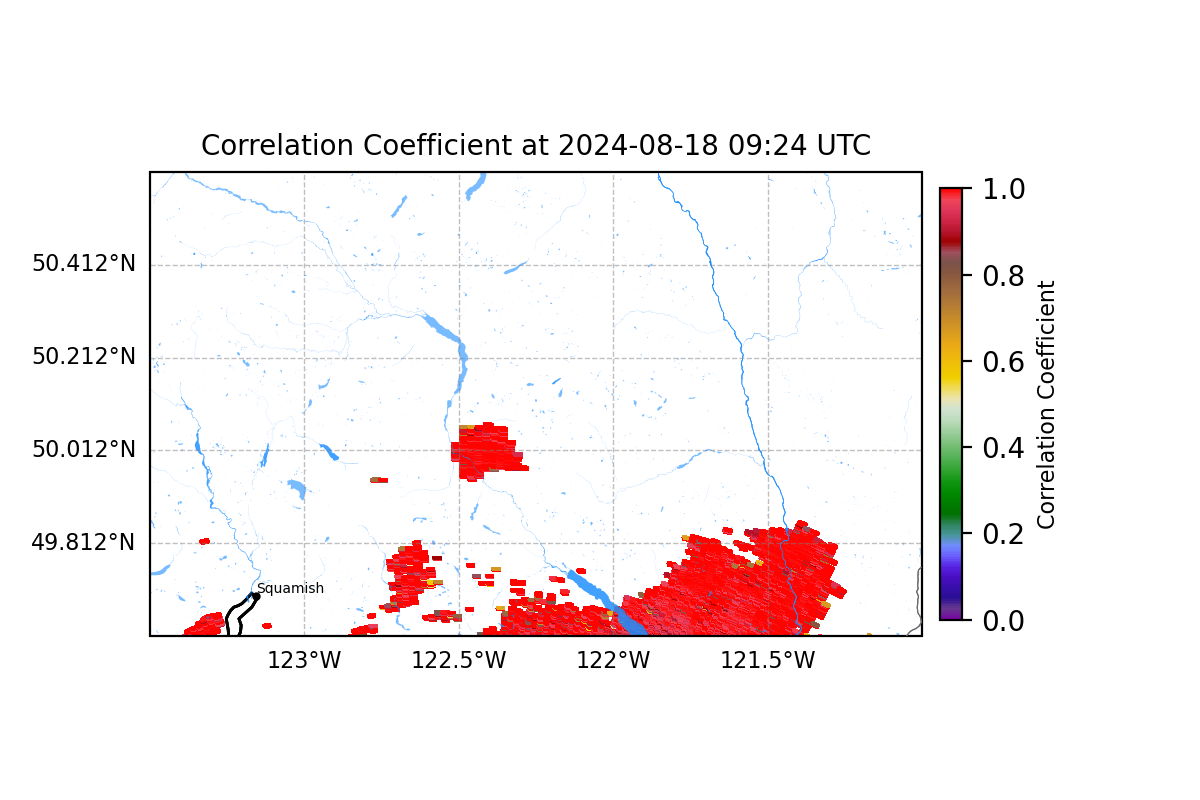 Correlation Coefficient at 2024-08-18 09:24 UTC
50.412°N
50.212°N
50.012°N
49.812°N
123°W
122.5°W
122°W
121.5°W
Squamish
1.0
0.8
0.6
0.4
0.2
0.0
Correlation Coefficient